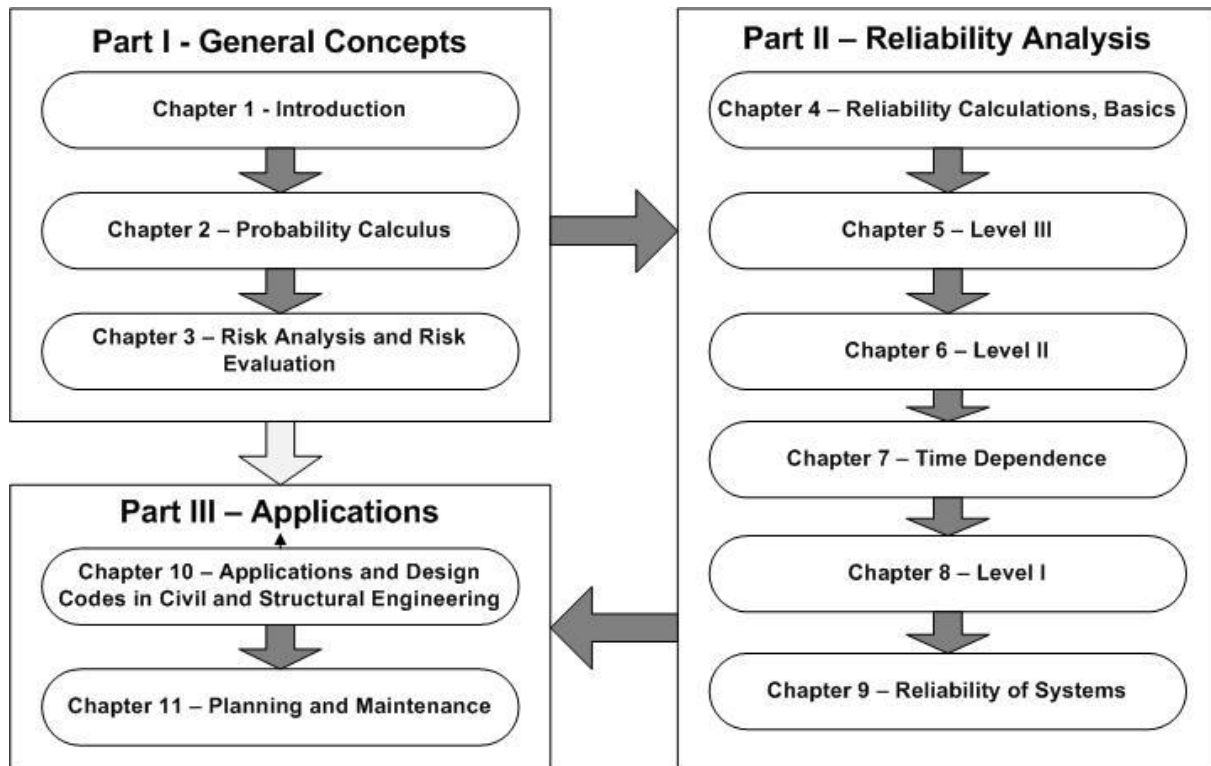 Part I - General Concepts
Chapter 1 - Introduction
Chapter 2 – Probability Calculus
Chapter 3 – Risk Analysis and Risk
Evaluation
Part II – Reliability Analysis
Chapter 4 – Reliability Calculations, Basics
Chapter 5 – Level III
Chapter 6 – Level II
Chapter 7 – Time Dependence
Chapter 8 – Level I
Chapter 9 – Reliability of Systems
Part III – Applications
Chapter 10 – Applications and Design
Codes in Civil and Structural Engineering
Chapter 11 – Planning and Maintenance